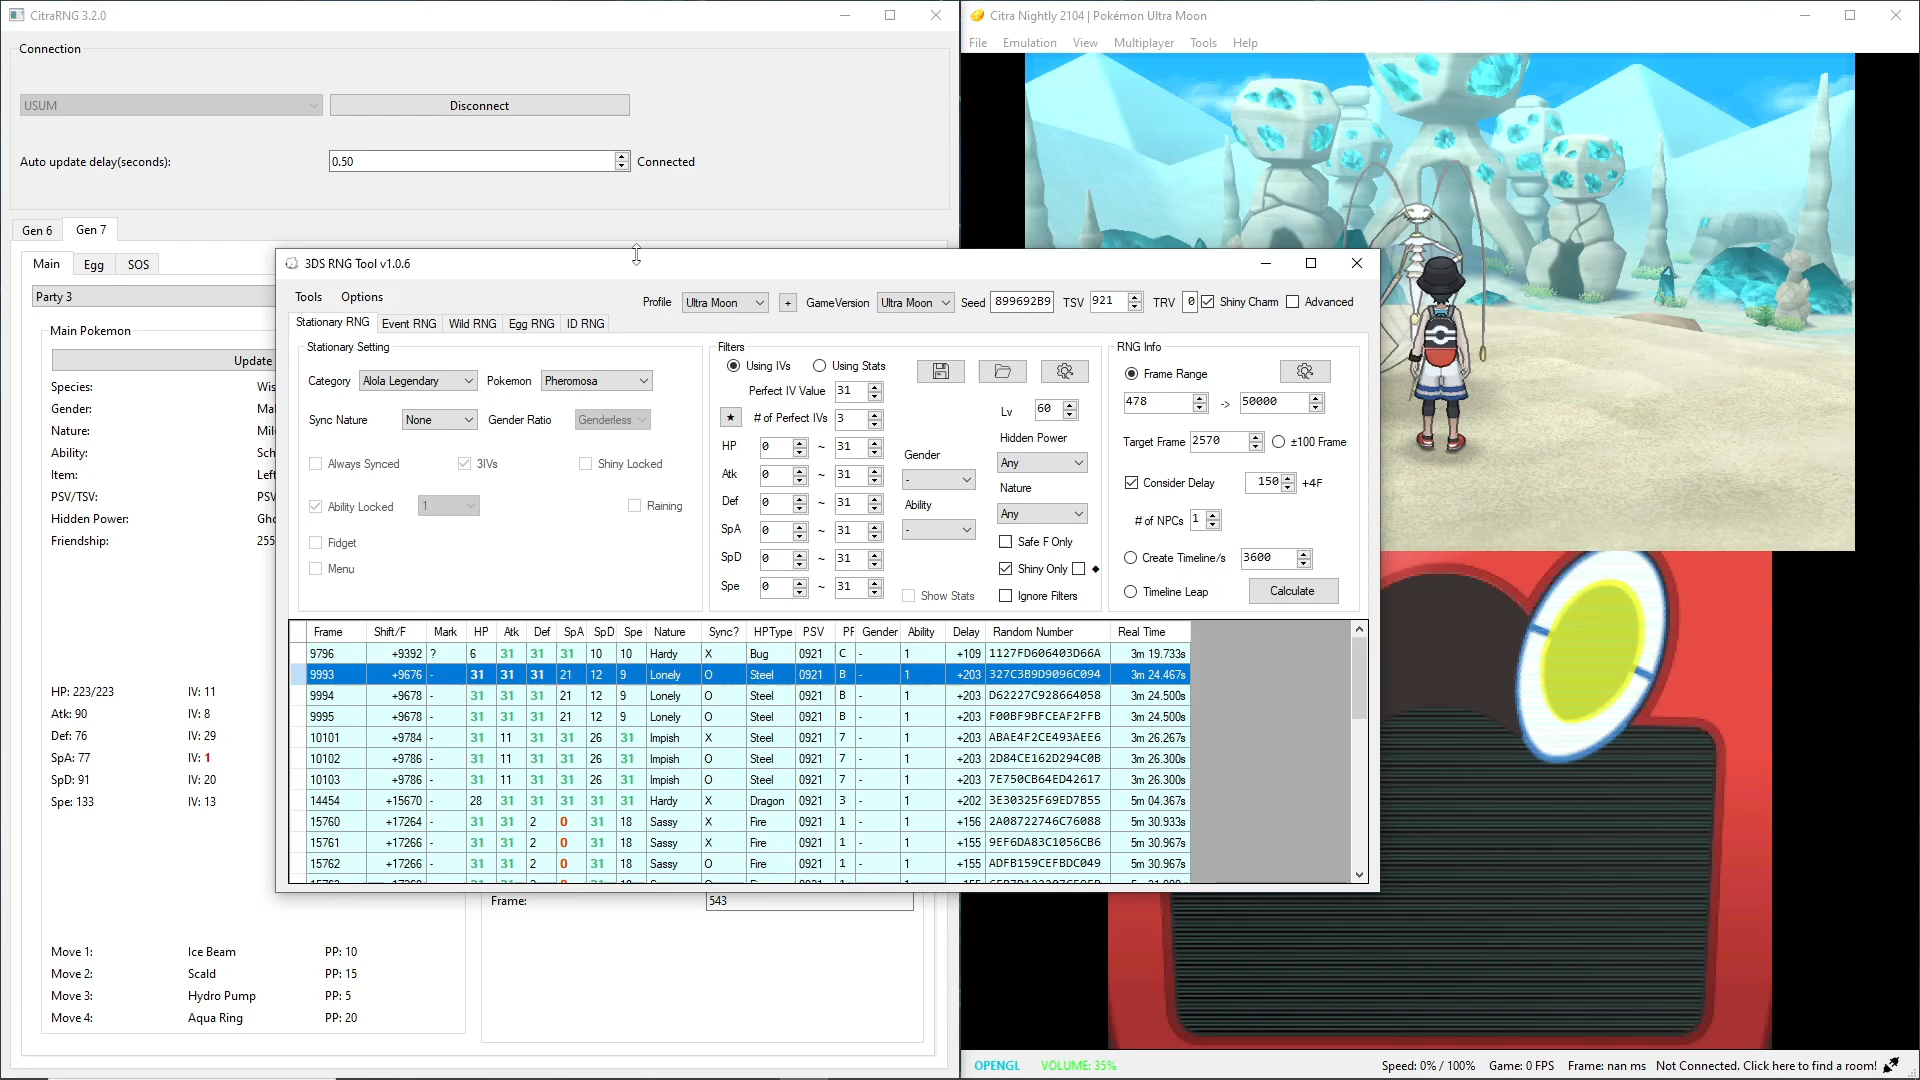 CitraRNG 3.2.0
Connection
USUM
Disconnect
Auto update delay(seconds):
0.50
Connected
Gen 6
Gen 7
Main
Egg
SOS
Party 3
Main Pokemon
Update
Species:
Wis
Gender:
Mal
Nature:
Mil
Ability:
Sch
Item:
Left
PSV/TSV:
PSV
Hidden Power:
Gho
Friendship:
255
HP: 223/223
IV: 11
Atk: 90
IV: 8
Def: 76
IV: 29
SpA: 77
IV: 1
SpD: 91
IV: 20
Spe: 133
IV: 13
Move 1:
Ice Beam
PP: 10
Move 2:
Scald
PP: 15
Move 3:
Hydro Pump
PP: 5
Move 4:
Aqua Ring
PP: 20
Frame:
543
3DS RNG Tool v1.0.6
Tools
Options
Profile
Ultra Moon
+
GameVersion
Ultra Moon
Seed
899692B9
TSV
921
TRV
0
Shiny Charm
Advanced
Stationary RNG
Event RNG
Wild RNG
Egg RNG
ID RNG
Stationary Setting
Category
Alola Legendary
Pokemon
Pheromosa
Sync Nature
None
Gender Ratio
Genderless
Always Synced
3IVs
Shiny Locked
Ability Locked
1
Raining
Fidget
Menu
Filters
Using IVs
Using Stats
Perfect IV Value
31
★
# of Perfect IVs
3
HP
0 ~ 31
Atk
0 ~ 31
Def
0 ~ 31
SpA
0 ~ 31
SpD
0 ~ 31
Spe
0 ~ 31
Gender
-
Ability
-
Show Stats
Lv
60
Hidden Power
Any
Nature
Any
Safe F Only
Shiny Only
◆
Ignore Filters
RNG Info
Frame Range
478
->
50000
Target Frame
2570
±100 Frame
Consider Delay
150
+4F
# of NPCs
1
Create Timeline/s
3600
Timeline Leap
Calculate
Frame Shift/F Mark HP Atk Def SpA SpD Spe Nature Sync? HPType PSV Gender Ability Delay Random Number Real Time
9796 +9392 ? 6 31 31 31 10 10 Hardy X Bug 0921 C - 1 +109 1127FD606403D66A 3m 19.733s
9993 +9676 - 31 31 31 21 12 9 Lonely O Steel 0921 B - 1 +203 327C3B9D9096C094 3m 24.467s
9994 +9678 - 31 31 31 21 12 9 Lonely O Steel 0921 B - 1 +203 D62227C928664058 3m 24.500s
9995 +9678 - 31 31 31 21 12 9 Lonely O Steel 0921 B - 1 +203 F00BF9BFCEAF2FFB 3m 24.500s
10101 +9784 - 31 11 31 31 26 31 Impish X Steel 0921 7 - 1 +203 ABAE4F2CE493AEE6 3m 26.267s
10102 +9786 - 31 11 31 31 26 31 Impish O Steel 0921 7 - 1 +203 2D84CE162D294C0B 3m 26.300s
10103 +9786 - 31 11 31 31 26 31 Impish O Steel 0921 7 - 1 +203 7E750CB64ED42617 3m 26.300s
14454 +15670 - 28 31 31 31 31 31 Hardy X Dragon 0921 3 - 1 +202 3E30325F69ED7B55 5m 04.367s
15760 +17264 - 31 31 2 0 31 18 Sassy X Fire 0921 1 - 1 +156 2A08722746C76088 5m 30.933s
15761 +17266 - 31 31 2 0 31 18 Sassy X Fire 0921 1 - 1 +155 9EF6DA83C1056CB6 5m 30.967s
15762 +17266 - 31 31 2 0 31 18 Sassy O Fire 0921 1 - 1 +155 ADFB159CEFBDC049 5m 30.967s
Citra Nightly 2104 | Pokémon Ultra Moon
File
Emulation
View
Multiplayer
Tools
Help
OPENGL
VOLUME: 35%
Speed: 0% / 100%
Game: 0 FPS
Frame: nan ms
Not Connected. Click here to find a room!